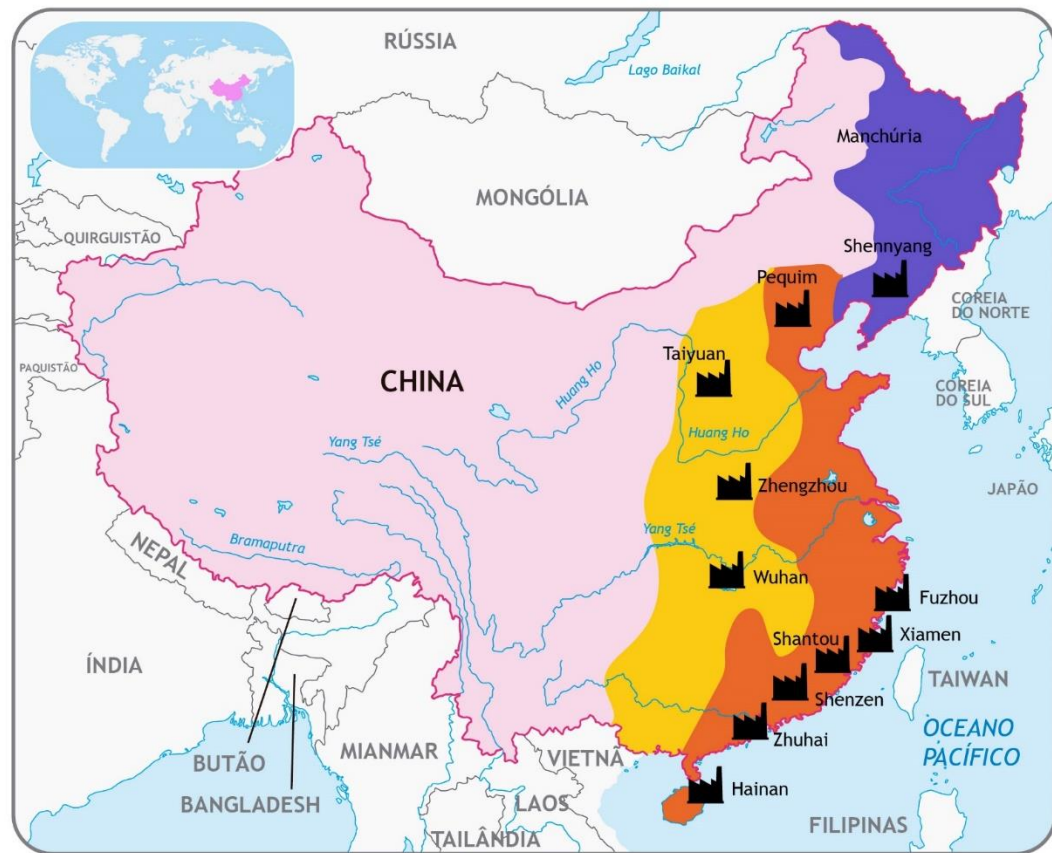 RÚSSIA
Lago Baikal
Manchúria
MONGÓLIA
QUIRGUISTÃO
Shennyang
Pequim
COREIA
DO NORTE
PAQUISTÃO
Taiyuan
CHINA
Huang Ho
COREIA
DO SUL
Huang Ho
Yang Tsé
Zhengzhou
JAPÃO
Yang Tsé
NEPAL
Bramaputra
Wuhan
Fuzhou
Shantou
Xiamen
ÍNDIA
TAIWAN
Shenzen
OCEANO
PACÍFICO
Zhuhai
MIANMAR
VIETNÃ
BUTÃO
Hainan
BANGLADESH
LAOS
FILIPINAS
TAILÂNDIA